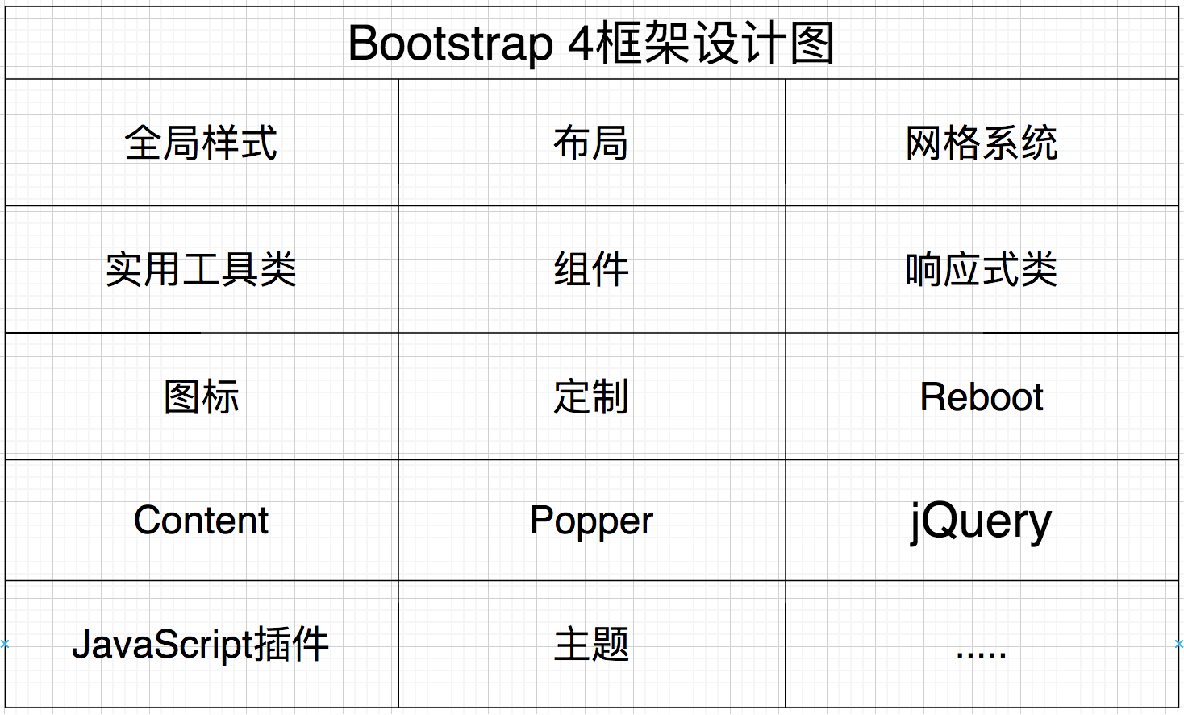 Bootstrap 4框架设计图
全局样式 布局 网格系统
实用工具类 组件 响应式类
图标 定制 Reboot
Content Popper jQuery
JavaScript插件 主题 .....